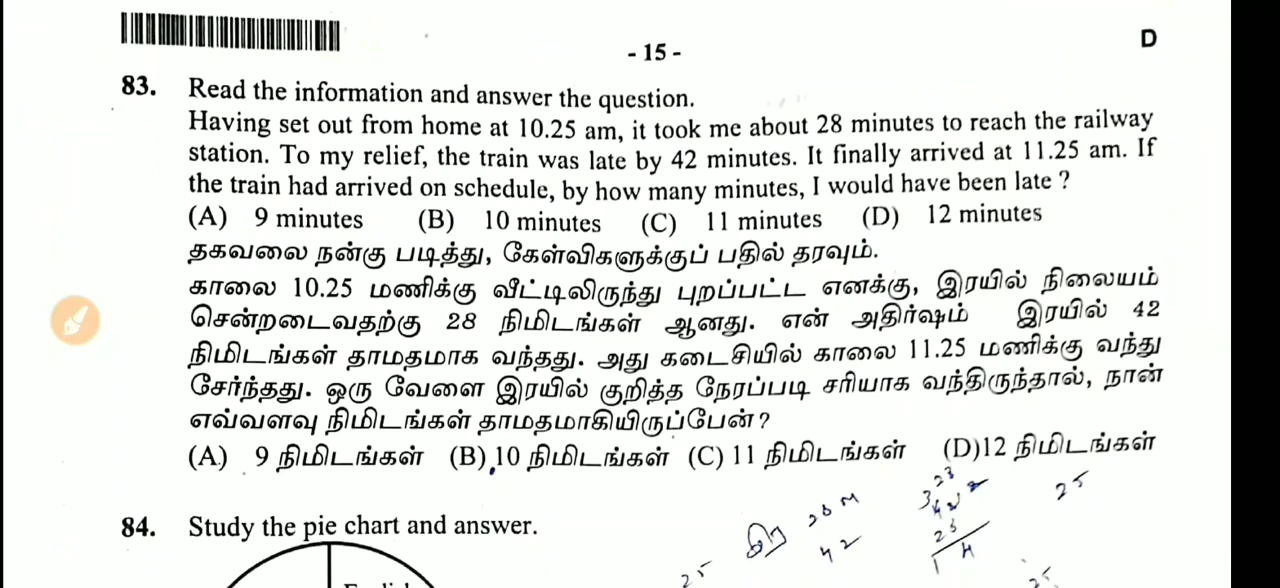 - 15 -
D
83. Read the information and answer the question.
Having set out from home at 10.25 am, it took me about 28 minutes to reach the railway
station. To my relief, the train was late by 42 minutes. It finally arrived at 11.25 am. If
the train had arrived on schedule, by how many minutes, I would have been late ?
(A) 9 minutes (B) 10 minutes (C) 11 minutes (D) 12 minutes
தகவலை நன்கு படித்து, கேள்விகளுக்குப் பதில் தரவும்.
காலை 10.25 மணிக்கு வீட்டிலிருந்து புறப்பட்ட எனக்கு, இரயில் நிலையம்
சென்றடைவதற்கு 28 நிமிடங்கள் ஆனது. என் அதிர்ஷம் இரயில் 42
நிமிடங்கள் தாமதமாக வந்தது. அது கடைசியில் காலை 11.25 மணிக்கு வந்து
சேர்ந்தது. ஒரு வேளை இரயில் குறித்த நேரப்படி சரியாக வந்திருந்தால், நான்
எவ்வளவு நிமிடங்கள் தாமதமாகியிருப்பேன் ?
(A) 9 நிமிடங்கள் (B) 10 நிமிடங்கள் (C) 11 நிமிடங்கள் (D)12 நிமிடங்கள்
84. Study the pie chart and answer.
25
42
25